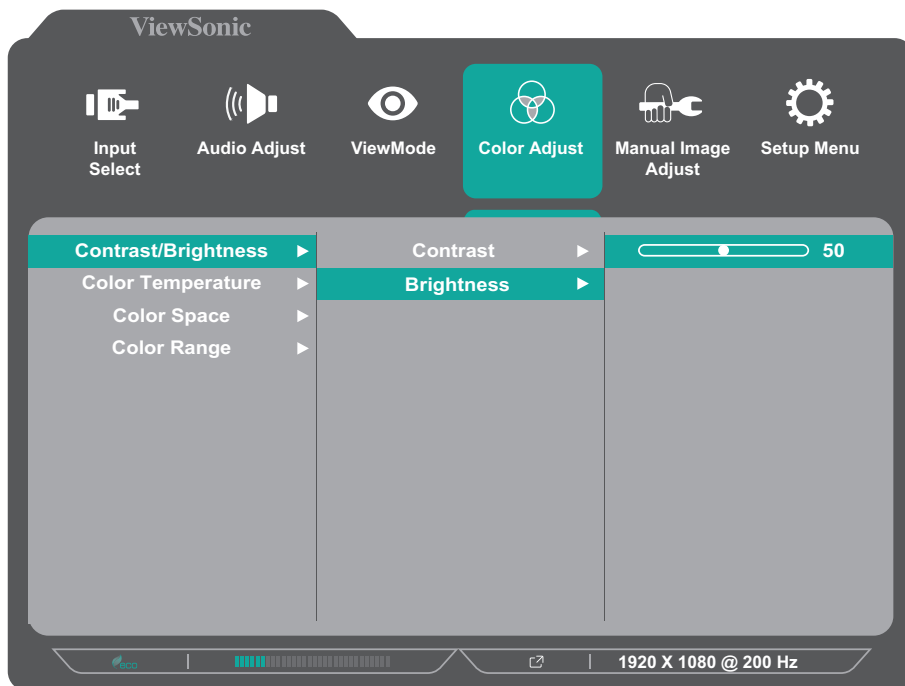 ViewSonic
Input Select
Audio Adjust
ViewMode
Color Adjust
Manual Image Adjust
Setup Menu
Contrast/Brightness
Contrast
50
Color Temperature
Brightness
Color Space
Color Range
eco
1920 X 1080 @ 200 Hz